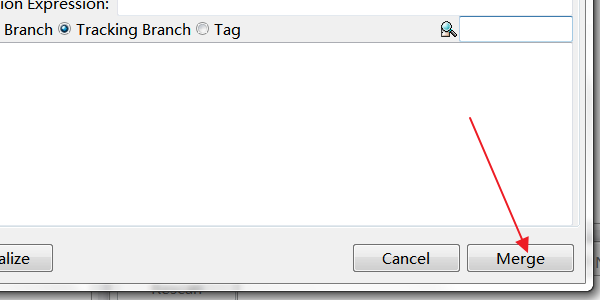 ion Expression:
Branch Tracking Branch Tag
alize Cancel Merge